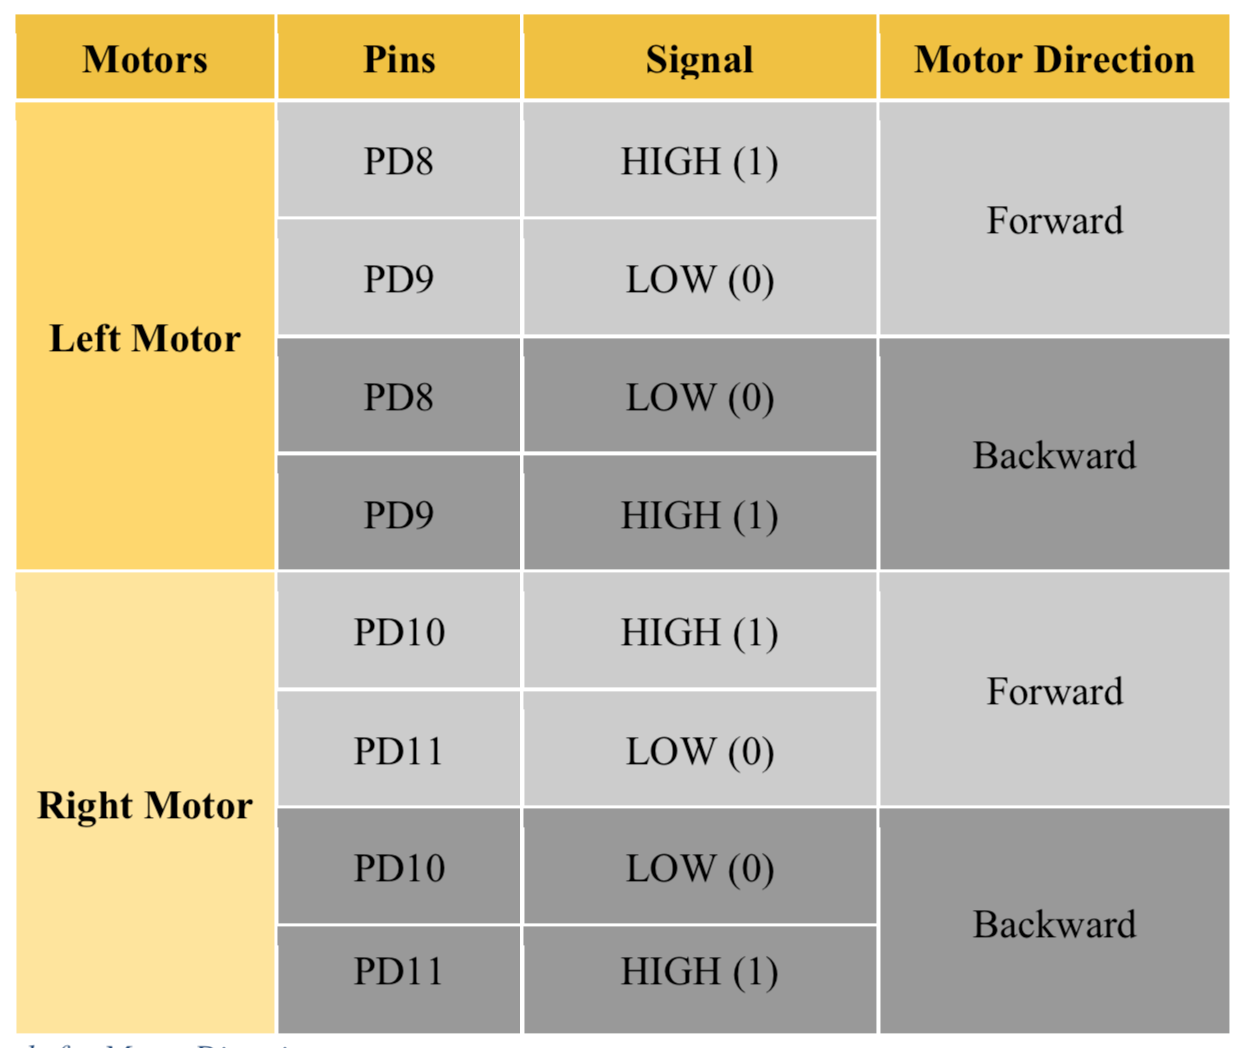 Motors Pins Signal Motor Direction
PD8 HIGH (1)
Forward
PD9 LOW (0)
Left Motor
PD8 LOW (0)
Backward
PD9 HIGH (1)
PD10 HIGH (1)
Forward
PD11 LOW (0)
Right Motor
PD10 LOW (0)
Backward
PD11 HIGH (1)